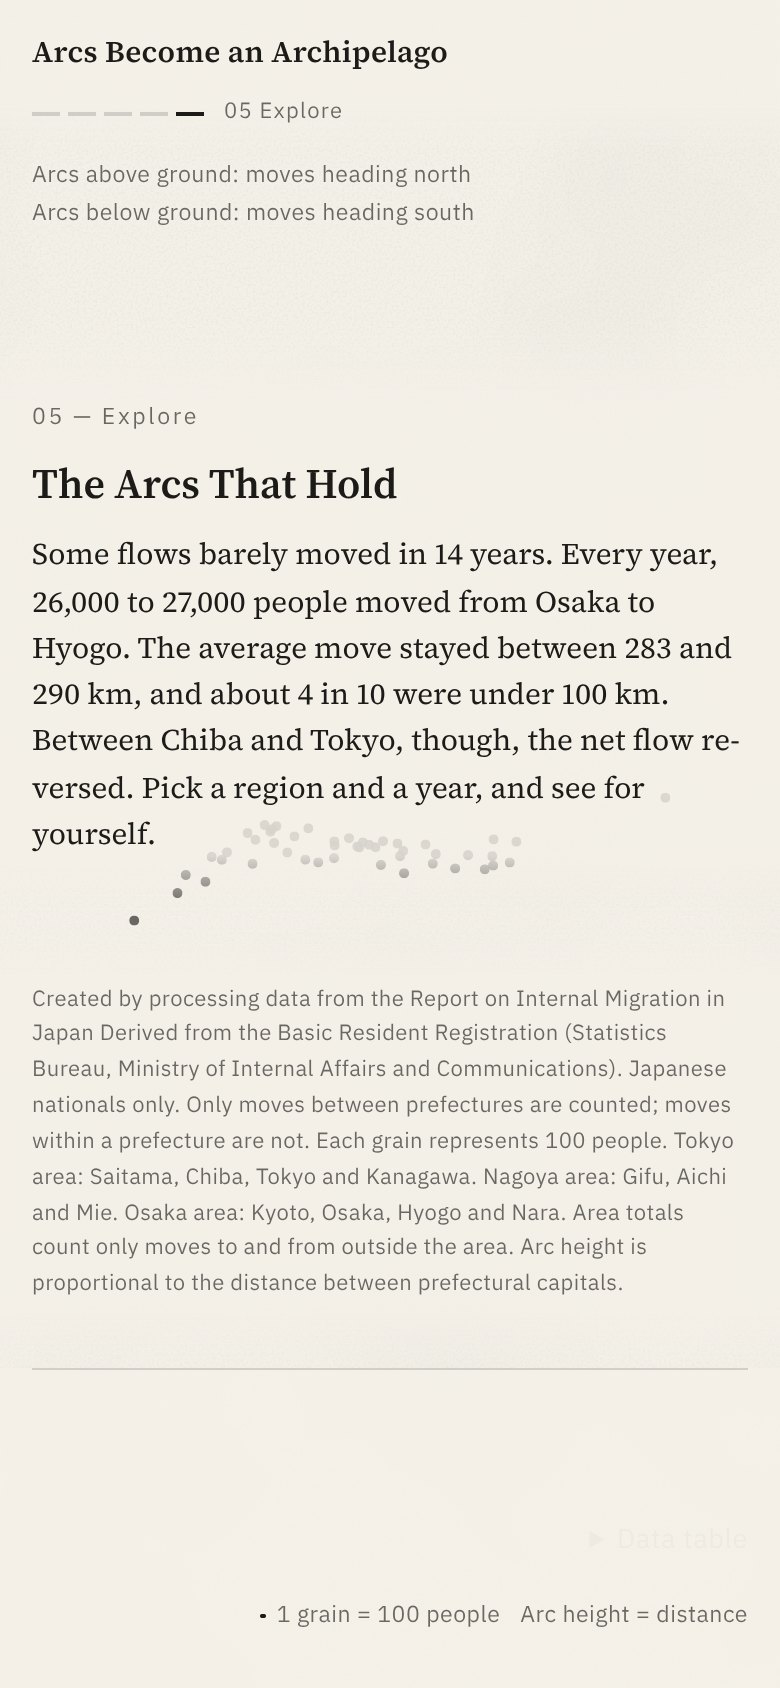 Arcs Become an Archipelago
05 Explore
Arcs above ground: moves heading north
Arcs below ground: moves heading south
05 — Explore
The Arcs That Hold
Some flows barely moved in 14 years. Every year,
26,000 to 27,000 people moved from Osaka to
Hyogo. The average move stayed between 283 and
290 km, and about 4 in 10 were under 100 km.
Between Chiba and Tokyo, though, the net flow re-
versed. Pick a region and a year, and see for
yourself.
Created by processing data from the Report on Internal Migration in
Japan Derived from the Basic Resident Registration (Statistics
Bureau, Ministry of Internal Affairs and Communications). Japanese
nationals only. Only moves between prefectures are counted; moves
within a prefecture are not. Each grain represents 100 people. Tokyo
area: Saitama, Chiba, Tokyo and Kanagawa. Nagoya area: Gifu, Aichi
and Mie. Osaka area: Kyoto, Osaka, Hyogo and Nara. Area totals
count only moves to and from outside the area. Arc height is
proportional to the distance between prefectural capitals.
Data table
1 grain = 100 people Arc height = distance